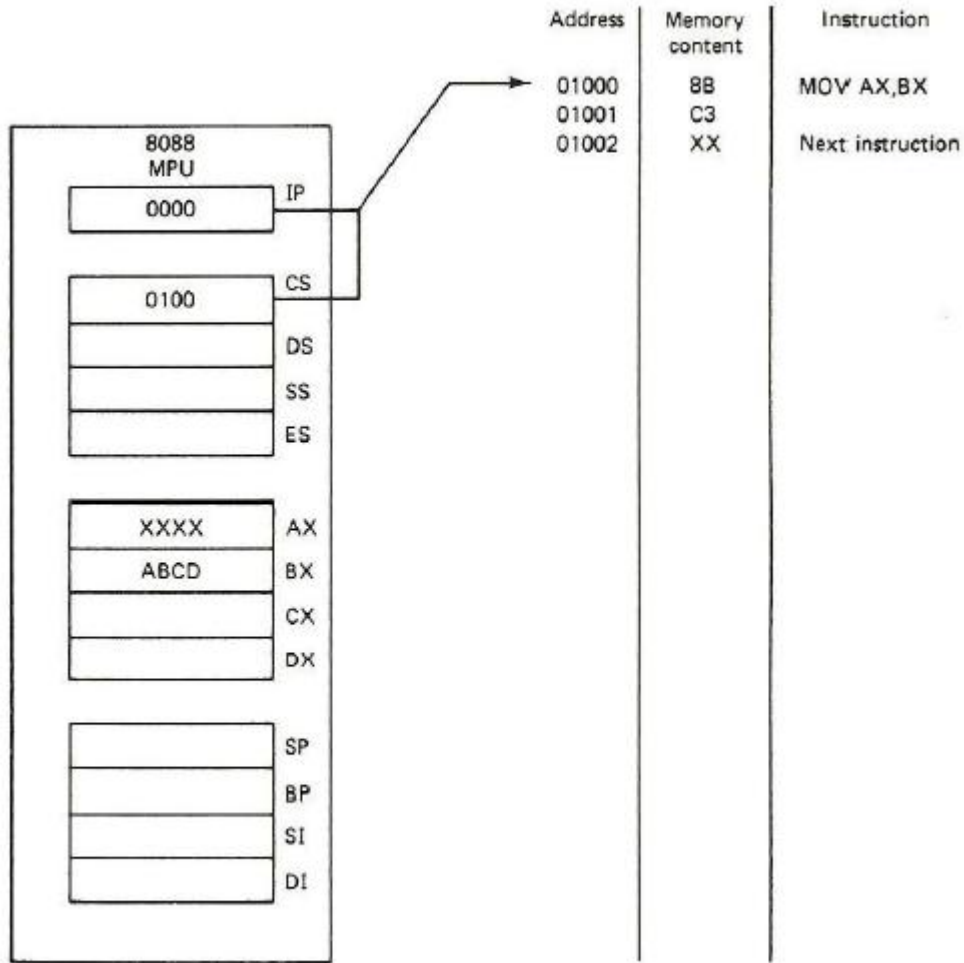 Address Memory content Instruction
01000 8B MOV AX,BX
01001 C3
01002 XX Next instruction
8088
MPU
0000 IP
0100 CS
DS
SS
ES
XXXX AX
ABCD BX
CX
DX
SP
BP
SI
DI